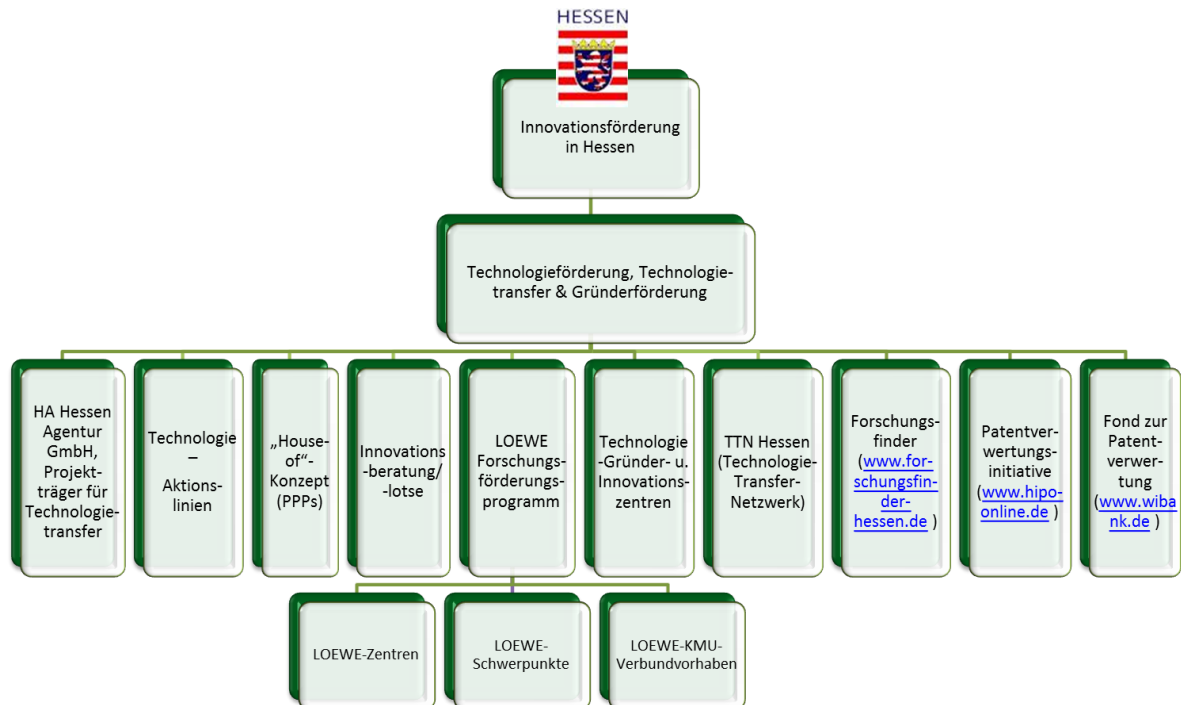 HESSEN
Innovationsförderung
in Hessen
Technologieförderung, Technologie-
transfer & Gründerförderung
HA Hessen
Agentur
GmbH,
Projekt-
träger für
Technologie-
transfer
Technologie
–
Aktions-
linien
„House-
of“-
Konzept
(PPPs)
Innovations
-beratung/
-lotse
LOEWE
Forschungs-
förderungs-
programm
Technologie
-Gründer- u.
Innovations-
zentren
TTN Hessen
(Technologie-
Transfer-
Netzwerk)
Forschungs-
finder
(www.for-
schungsfin-
der-
hessen.de )
Patentver-
wertungs-
initiative
(www.hipo-
online.de )
Fond zur
Patent-
verwer-
tung
(www.wiba
nk.de )
LOEWE-Zentren
LOEWE-
Schwerpunkte
LOEWE-KMU-
Verbundvorhaben